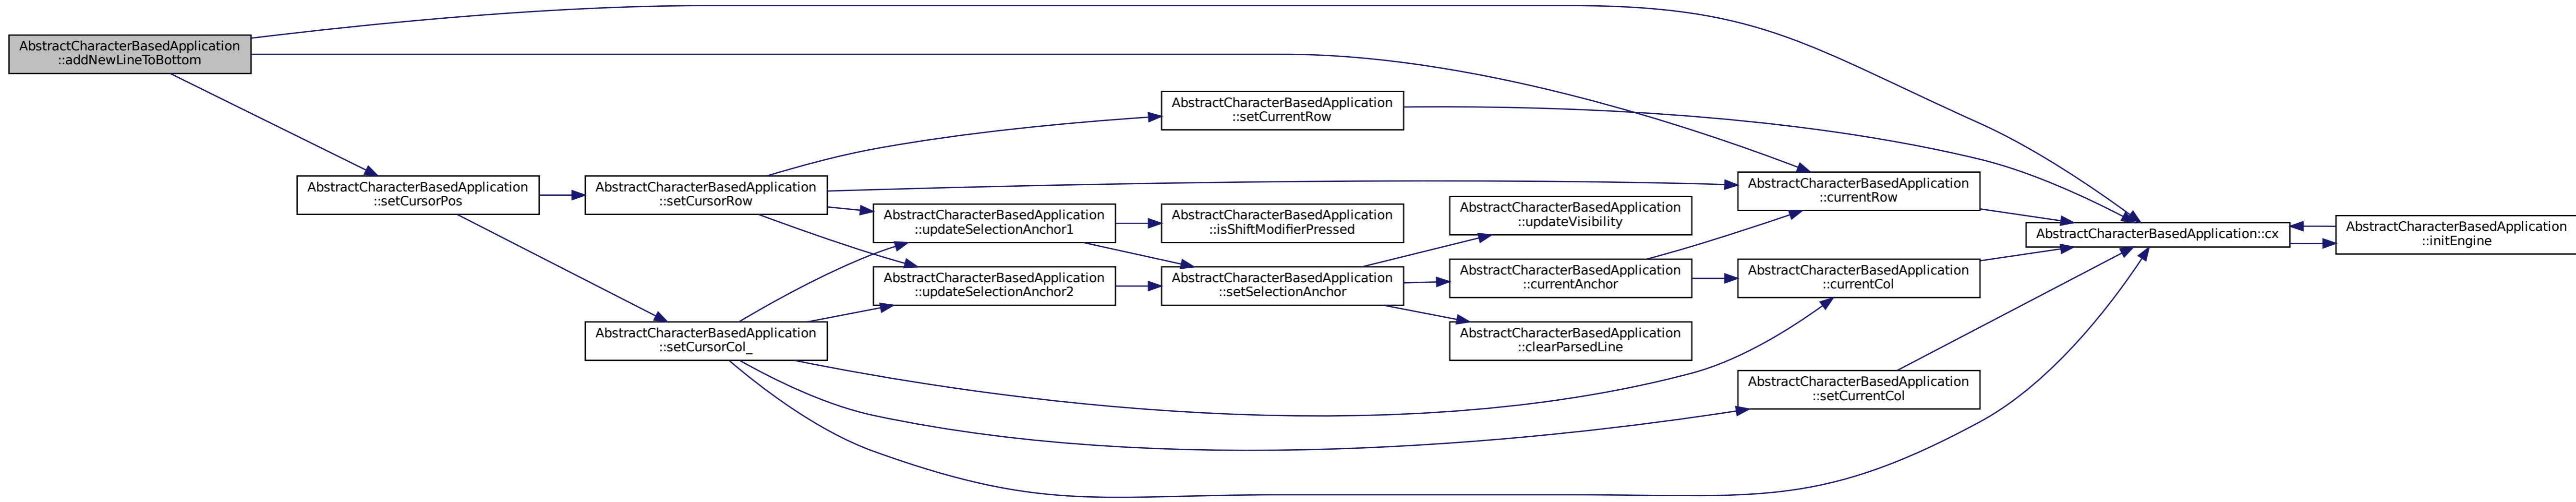 AbstractCharacterBasedApplication
::addNewLineToBottom
AbstractCharacterBasedApplication
::setCursorPos
AbstractCharacterBasedApplication
::setCursorRow
AbstractCharacterBasedApplication
::setCursorCol_
AbstractCharacterBasedApplication
::updateSelectionAnchor1
AbstractCharacterBasedApplication
::updateSelectionAnchor2
AbstractCharacterBasedApplication
::setCurrentRow
AbstractCharacterBasedApplication
::isShiftModifierPressed
AbstractCharacterBasedApplication
::setSelectionAnchor
AbstractCharacterBasedApplication
::updateVisibility
AbstractCharacterBasedApplication
::currentAnchor
AbstractCharacterBasedApplication
::clearParsedLine
AbstractCharacterBasedApplication
::currentRow
AbstractCharacterBasedApplication
::currentCol
AbstractCharacterBasedApplication
::setCurrentCol
AbstractCharacterBasedApplication::cx
AbstractCharacterBasedApplication
::initEngine